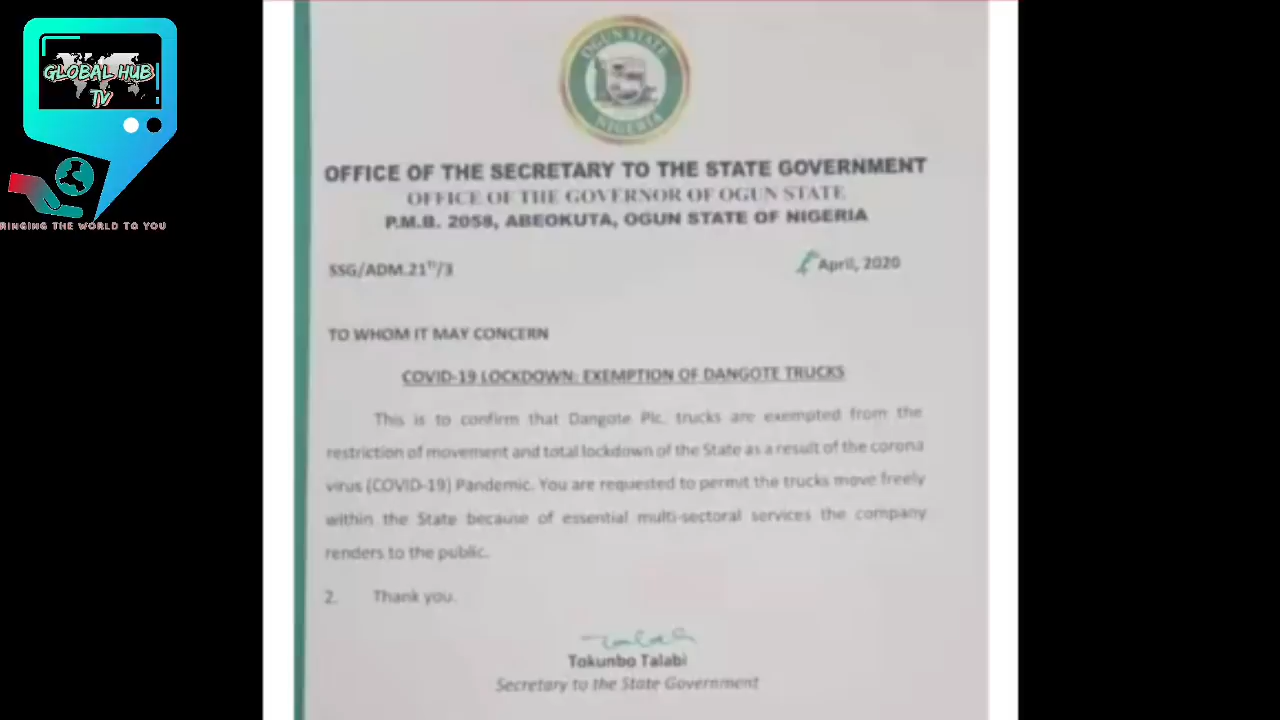 GLOBAL HUB
TV
RINGING THE WORLD TO YOU
OGUN STATE
NIGERIA
OFFICE OF THE SECRETARY TO THE STATE GOVERNMENT
OFFICE OF THE GOVERNOR OF OGUN STATE
P.M.B. 2058, ABEOKUTA, OGUN STATE OF NIGERIA
SSG/ADM.21
April, 2020
TO WHOM IT MAY CONCERN
COVID-19 LOCKDOWN: EXEMPTION OF DANGOTE TRUCKS
This is to confirm that Dangote Plc. trucks are exempted from the
restriction of movement and total lockdown of the State as a result of the corona
virus (COVID-19) Pandemic. You are requested to permit the trucks move freely
within the State because of essential multi-sectoral services the company
renders to the public.
2. Thank you.
Tokunbo Talabi
Secretary to the State Government